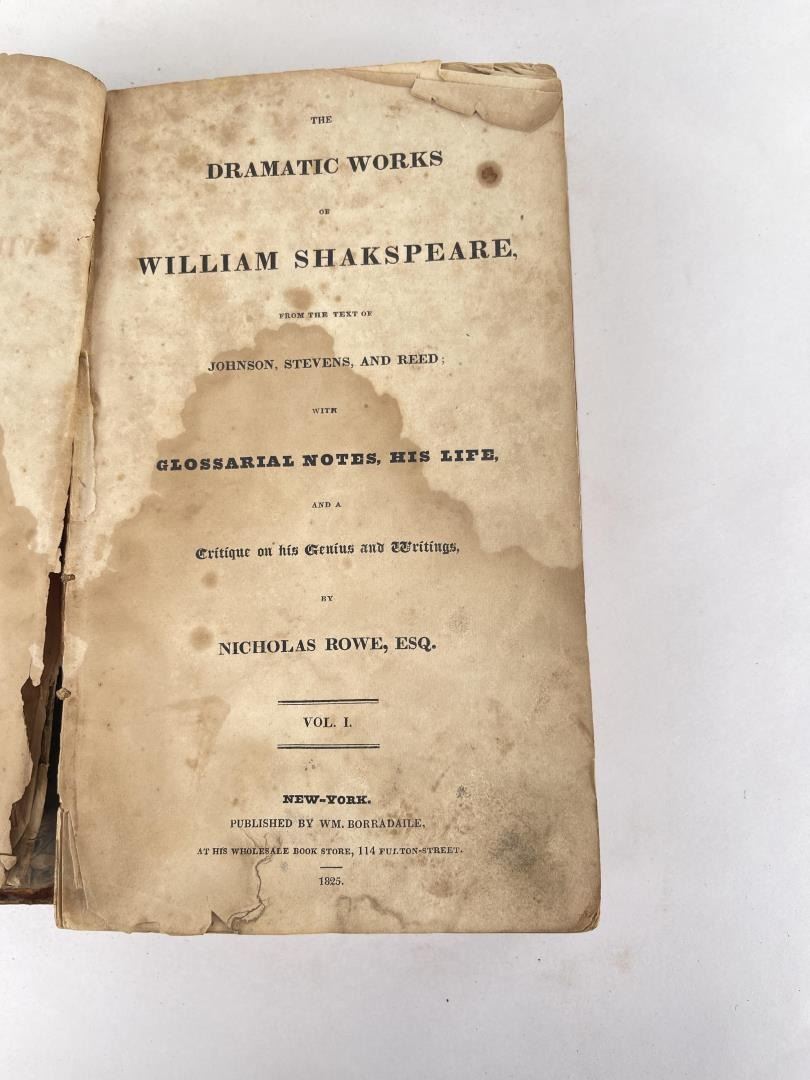 THE
DRAMATIC WORKS
OF
WILLIAM SHAKSPEARE,
FROM THE TEXT OF
JOHNSON, STEVENS, AND REED;
WITH
GLOSSARIAL NOTES, HIS LIFE,
AND A
Critique on his Genius and Writings,
BY
NICHOLAS ROWE, ESQ.
VOL. I.
NEW-YORK.
PUBLISHED BY WM. BORRADAILE,
AT HIS WHOLESALE BOOK STORE, 114 FULTON-STREET.
1825.